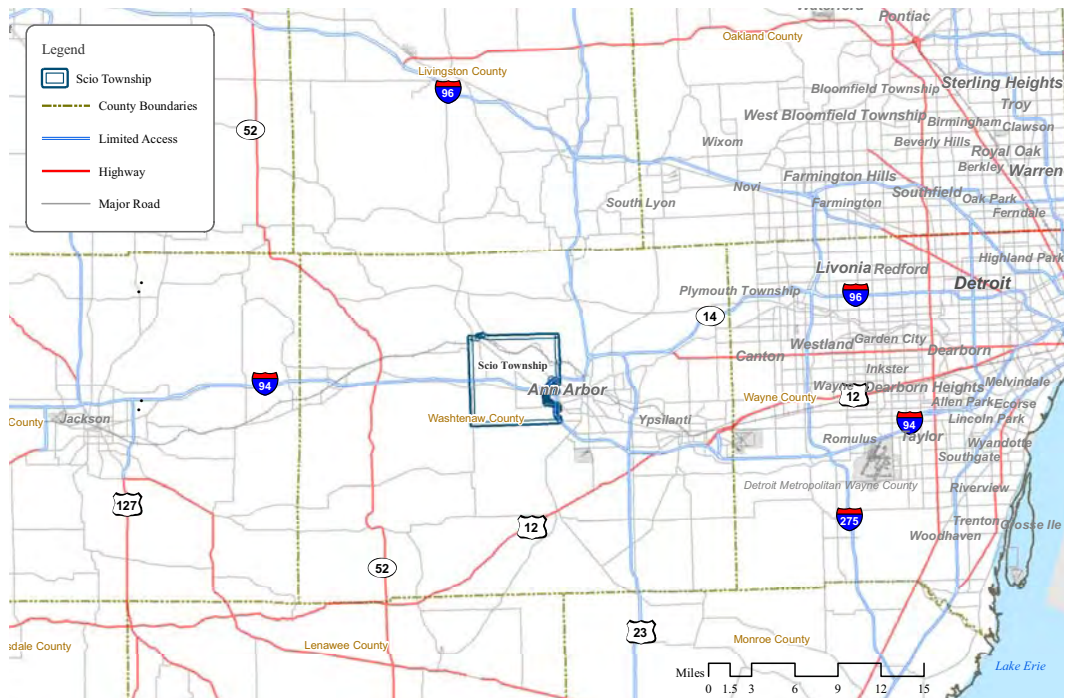 Waterford
Pontiac
Oakland County
Legend
Scio Township
County Boundaries
Limited Access
Highway
Major Road
Livingston County
96
52
Bloomfield Township
Sterling Heights
Troy
West Bloomfield Township
Birmingham
Clawson
Wixom
Beverly Hills
Royal Oak
Berkley
Warren
Farmington Hills
Novi
Southfield
Oak Park
South Lyon
Farmington
Ferndale
Highland Park
Livonia
Redford
Detroit
Plymouth Township
96
14
Garden City
Westland
Dearborn
Canton
Scio Township
Inkster
94
Ann Arbor
Wayne
Dearborn Heights
Melvindale
12
Wayne County
Allen Park
Ecorse
County
Jackson
Washtenaw County
Ypsilanti
94
Lincoln Park
Romulus
Taylor
Wyandotte
Southgate
Detroit Metropolitan Wayne County
Riverview
127
12
275
Trenton
Grosse Ile
Woodhaven
52
23
sdale County
Lenawee County
Monroe County
Lake Erie
Miles
0 1.5 3 6 9 12 15